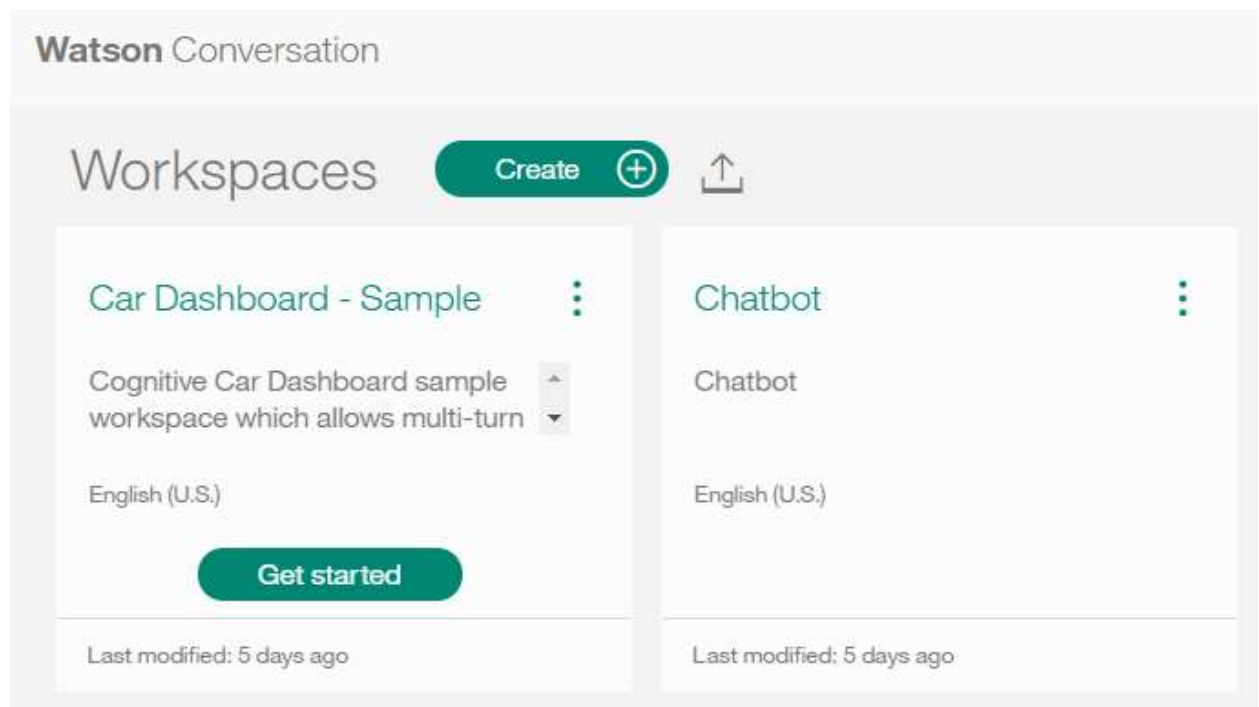 Watson Conversation
Workspaces
Create
Car Dashboard - Sample
Cognitive Car Dashboard sample
workspace which allows multi-turn
English (U.S.)
Get started
Last modified: 5 days ago
Chatbot
Chatbot
English (U.S.)
Last modified: 5 days ago